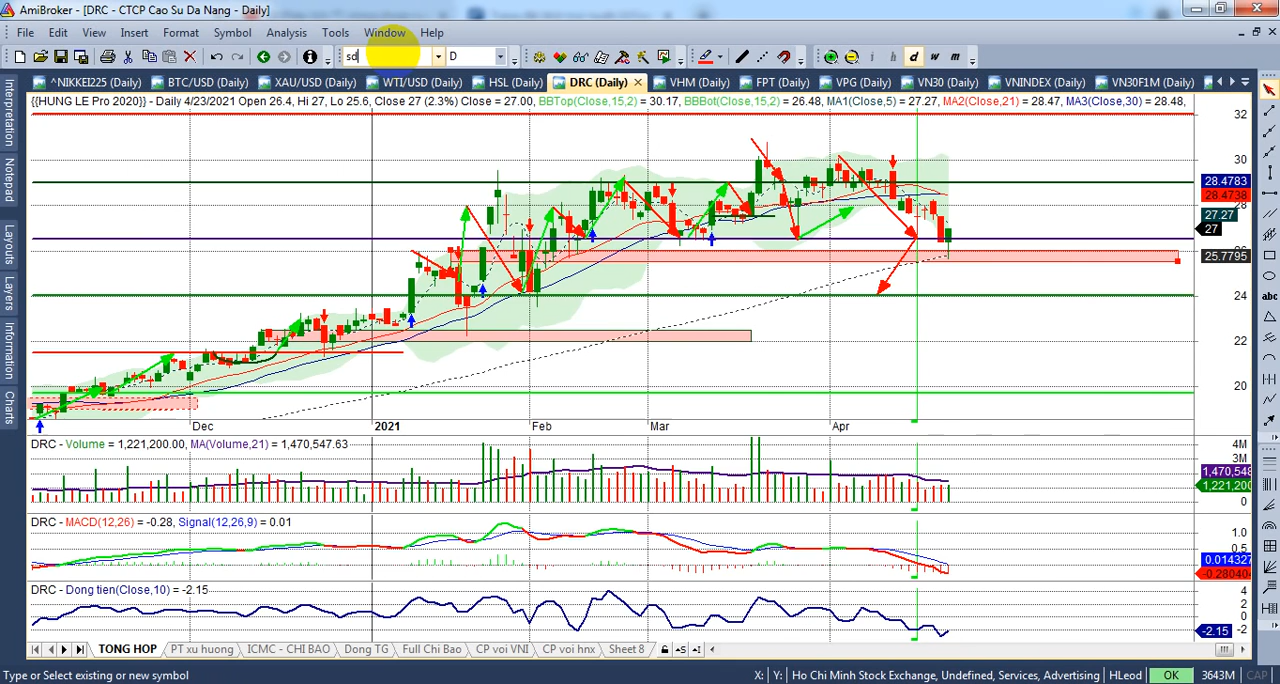 AmiBroker - [DRC - CTCP Cao Su Da Nang - Daily]
File Edit View Insert Format Symbol Analysis Tools Window Help
sd D i h d w m
^NIKKEI225 (Daily) BTC/USD (Daily) XAU/USD (Daily) WTI/USD (Daily) HSL (Daily) DRC (Daily) VHM (Daily) FPT (Daily) VPG (Daily) VN30 (Daily) VNINDEX (Daily) VN30F1M (Daily)
{{HUNG LE Pro 2020}} - Daily 4/23/2021 Open 26.4, Hi 27, Lo 25.6, Close 27 (2.3%) Close = 27.00, BBTop(Close,15,2) = 30.17, BBBot(Close,15,2) = 26.48, MA1(Close,5) = 27.27, MA2(Close,21) = 28.47, MA3(Close,30) = 28.48,
Interpretation
Notepad
Layouts
Layers
Information
Charts
abc
32
30
28.4783
28.4738
28
27.27
27
26
25.7795
24
22
20
Dec 2021 Feb Mar Apr
DRC - Volume = 1,221,200.00, MA(Volume,21) = 1,470,547.63
4M
3M
1,470,548
1,221,200
0
DRC - MACD(12,26) = -0.28, Signal(12,26,9) = 0.01
1.0
0.5
0.014327
-0.280404
DRC - Dong tien(Close,10) = -2.15
4
2
0
-2.15
-2
TONG HOP PT xu huong ICMC - CHI BAO Dong TG Full Chi Bao CP voi VNI CP voi hnx Sheet 8
Type or Select existing or new symbol X: Y: Ho Chi Minh Stock Exchange, Undefined, Services, Advertising HLeod OK 3643M CAP